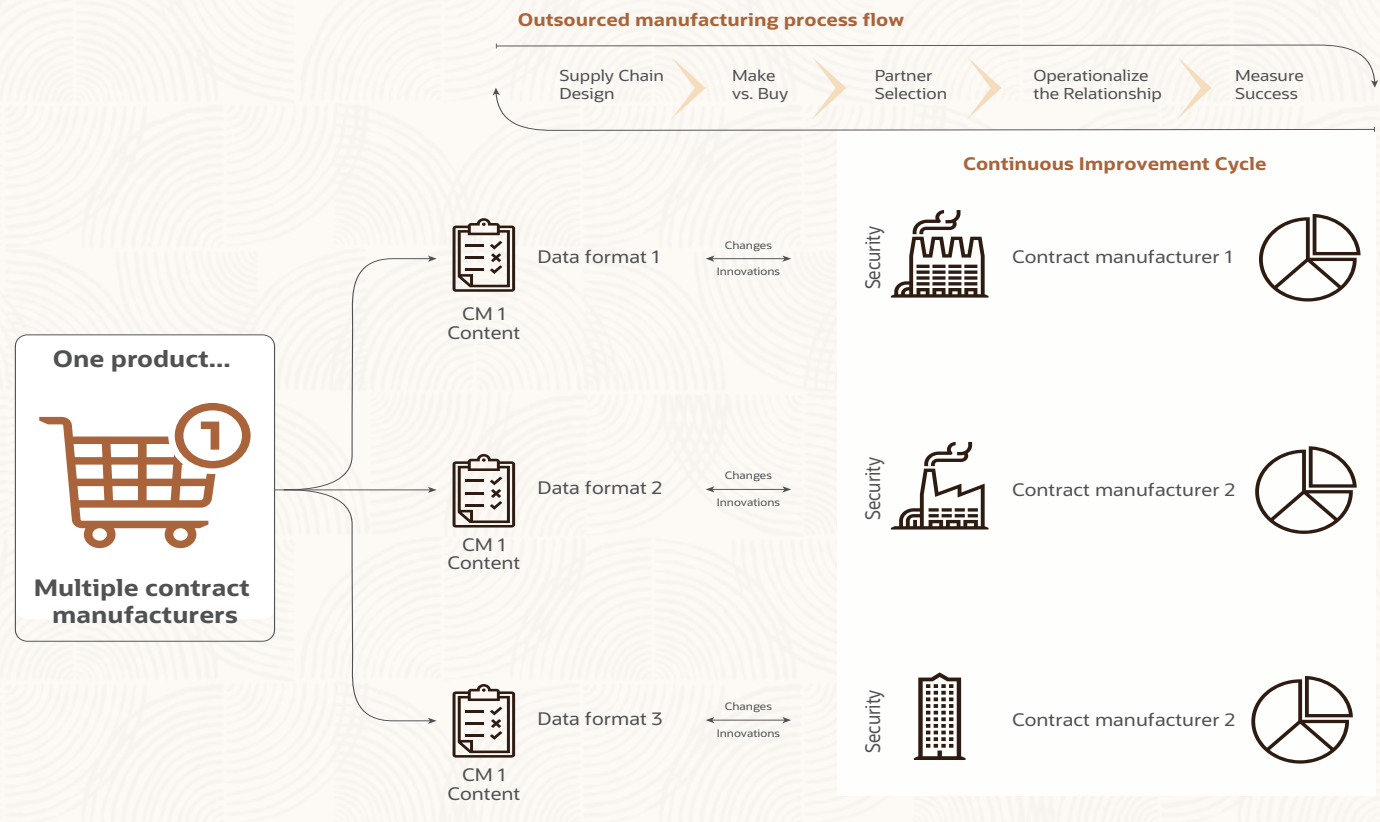 Outsourced manufacturing process flow
Supply Chain
Design
Make
vs. Buy
Partner
Selection
Operationalize
the Relationship
Measure
Success
Continuous Improvement Cycle
One product...
1
Multiple contract
manufacturers
CM 1
Content
Data format 1
Changes
Innovations
Security
Contract manufacturer 1
CM 1
Content
Data format 2
Changes
Innovations
Security
Contract manufacturer 2
CM 1
Content
Data format 3
Changes
Innovations
Security
Contract manufacturer 2